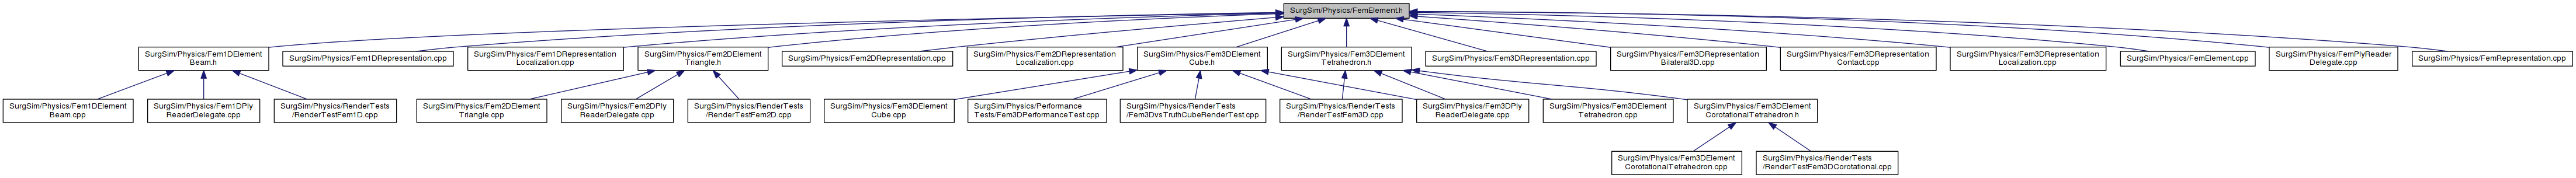 SurgSim/Physics/FemElement.h
SurgSim/Physics/Fem1DElement
Beam.h
SurgSim/Physics/Fem1DRepresentation.cpp
SurgSim/Physics/Fem1DRepresentation
Localization.cpp
SurgSim/Physics/Fem2DElement
Triangle.h
SurgSim/Physics/Fem2DRepresentation.cpp
SurgSim/Physics/Fem2DRepresentation
Localization.cpp
SurgSim/Physics/Fem3DElement
Cube.h
SurgSim/Physics/Fem3DElement
Tetrahedron.h
SurgSim/Physics/Fem3DRepresentation.cpp
SurgSim/Physics/Fem3DRepresentation
Bilateral3D.cpp
SurgSim/Physics/Fem3DRepresentation
Contact.cpp
SurgSim/Physics/Fem3DRepresentation
Localization.cpp
SurgSim/Physics/FemElement.cpp
SurgSim/Physics/FemPlyReader
Delegate.cpp
SurgSim/Physics/FemRepresentation.cpp
SurgSim/Physics/Fem1DElement
Beam.cpp
SurgSim/Physics/Fem1DPly
ReaderDelegate.cpp
SurgSim/Physics/RenderTests
/RenderTestFem1D.cpp
SurgSim/Physics/Fem2DElement
Triangle.cpp
SurgSim/Physics/Fem2DPly
ReaderDelegate.cpp
SurgSim/Physics/RenderTests
/RenderTestFem2D.cpp
SurgSim/Physics/Fem3DElement
Cube.cpp
SurgSim/Physics/Performance
Tests/Fem3DPerformanceTest.cpp
SurgSim/Physics/RenderTests
/Fem3DvsTruthCubeRenderTest.cpp
SurgSim/Physics/RenderTests
/RenderTestFem3D.cpp
SurgSim/Physics/Fem3DPly
ReaderDelegate.cpp
SurgSim/Physics/Fem3DElement
Tetrahedron.cpp
SurgSim/Physics/Fem3DElement
CorotationalTetrahedron.h
SurgSim/Physics/Fem3DElement
CorotationalTetrahedron.cpp
SurgSim/Physics/RenderTests
/RenderTestFem3DCorotational.cpp